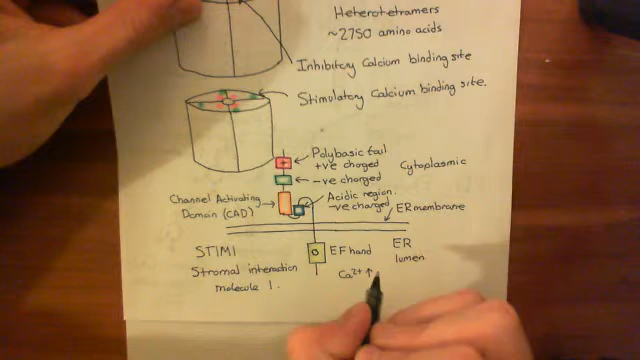 Heterotetramers
~2750 amino acids
Inhibitory Calcium binding site
Stimulatory Calcium binding site.
Polybasic tail
+ve charged
Cytoplasmic
-ve charged
Acidic region.
-ve charged
Channel Activating
Domain (CAD)
ER membrane
STIM1
EF hand
ER
lumen
Stromal interaction
molecule 1.
Ca2+ ↑